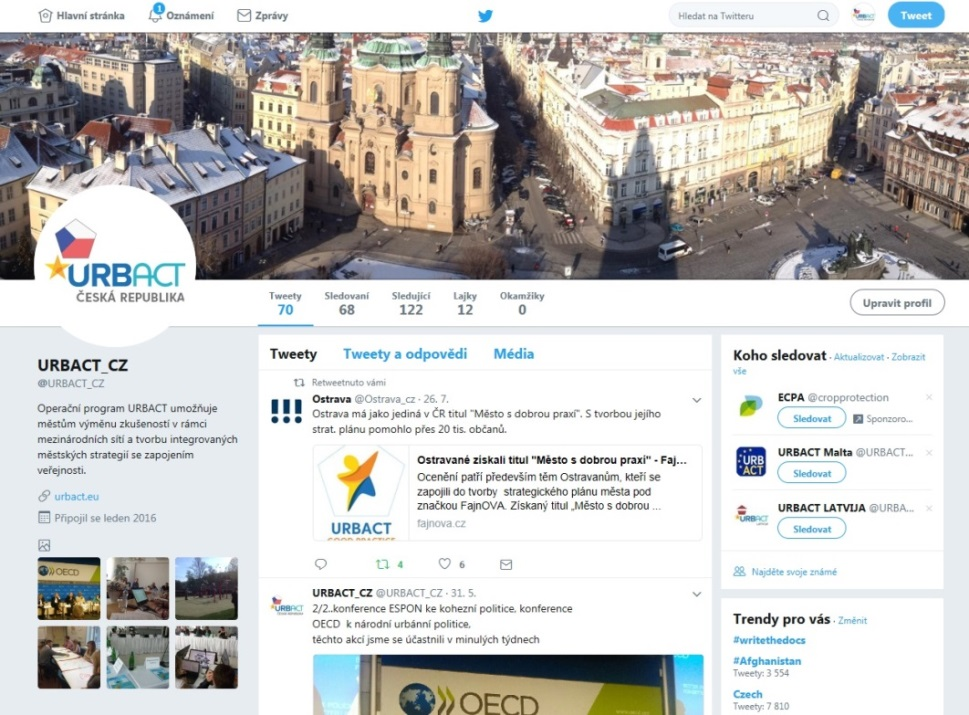 Hlavní stránka
1
Oznámení
Zprávy
Hledat na Twitteru
Tweet
URBACT
ČESKÁ REPUBLIKA
Tweety
70
Sledovaní
68
Sledující
122
Lajky
12
Okamžiky
0
Upravit profil
URBACT_CZ
@URBACT_CZ
Operační program URBACT umožňuje
městům výměnu zkušeností v rámci
mezinárodních sítí a tvorbu integrovaných
městských strategií se zapojením
veřejnosti.
urbact.eu
Připojil se leden 2016
OECD
Tweety
Tweety a odpovědi
Média
Retweetnuto vámi
Ostrava @Ostrava_cz · 26. 7.
Ostrava má jako jediná v ČR titul "Město s dobrou praxí". S tvorbou jejího
strat. plánu pomohlo přes 20 tis. občanů.
URBACT
GOOD PRACTICE
Ostravané získali titul "Město s dobrou praxí" - Faj...
Ocenění patří především těm Ostravanům, kteří se
zapojili do tvorby strategického plánu města pod
značkou FajnOVA. Získaný titul „Město s dobrou ...
fajnova.cz
4
6
URBACT_CZ @URBACT_CZ · 31. 5.
2/2..konference ESPON ke kohezní politice, konference
OECD k národní urbánní politice,
těchto akcí jsme se účastnili v minulých týdnech
OECD
Koho sledovat · Aktualizovat · Zobrazit
vše
ECPA @cropprotection
Sledovat
Sponzoro...
URB
ACT
URBACT Malta @URBACT...
Sledovat
URBACT LATVIJA @URBA...
Sledovat
Najděte svoje známé
Trendy pro vás · Změnit
#writethedocs
#Afghanistan
Tweety: 3 554
Czech
Tweety: 7 810